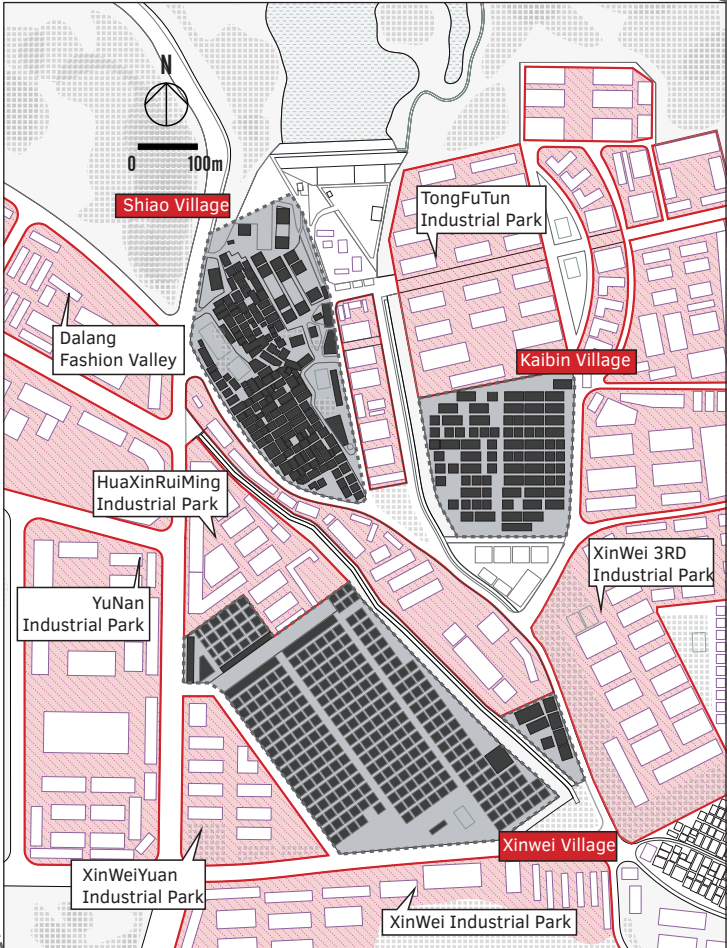 N
0 100m
Shiao Village
TongFuTun
Industrial Park
Dalang
Fashion Valley
Kaibin Village
HuaXinRuiMing
Industrial Park
XinWei 3RD
Industrial Park
YuNan
Industrial Park
Xinwei Village
XinWeiYuan
Industrial Park
XinWei Industrial Park